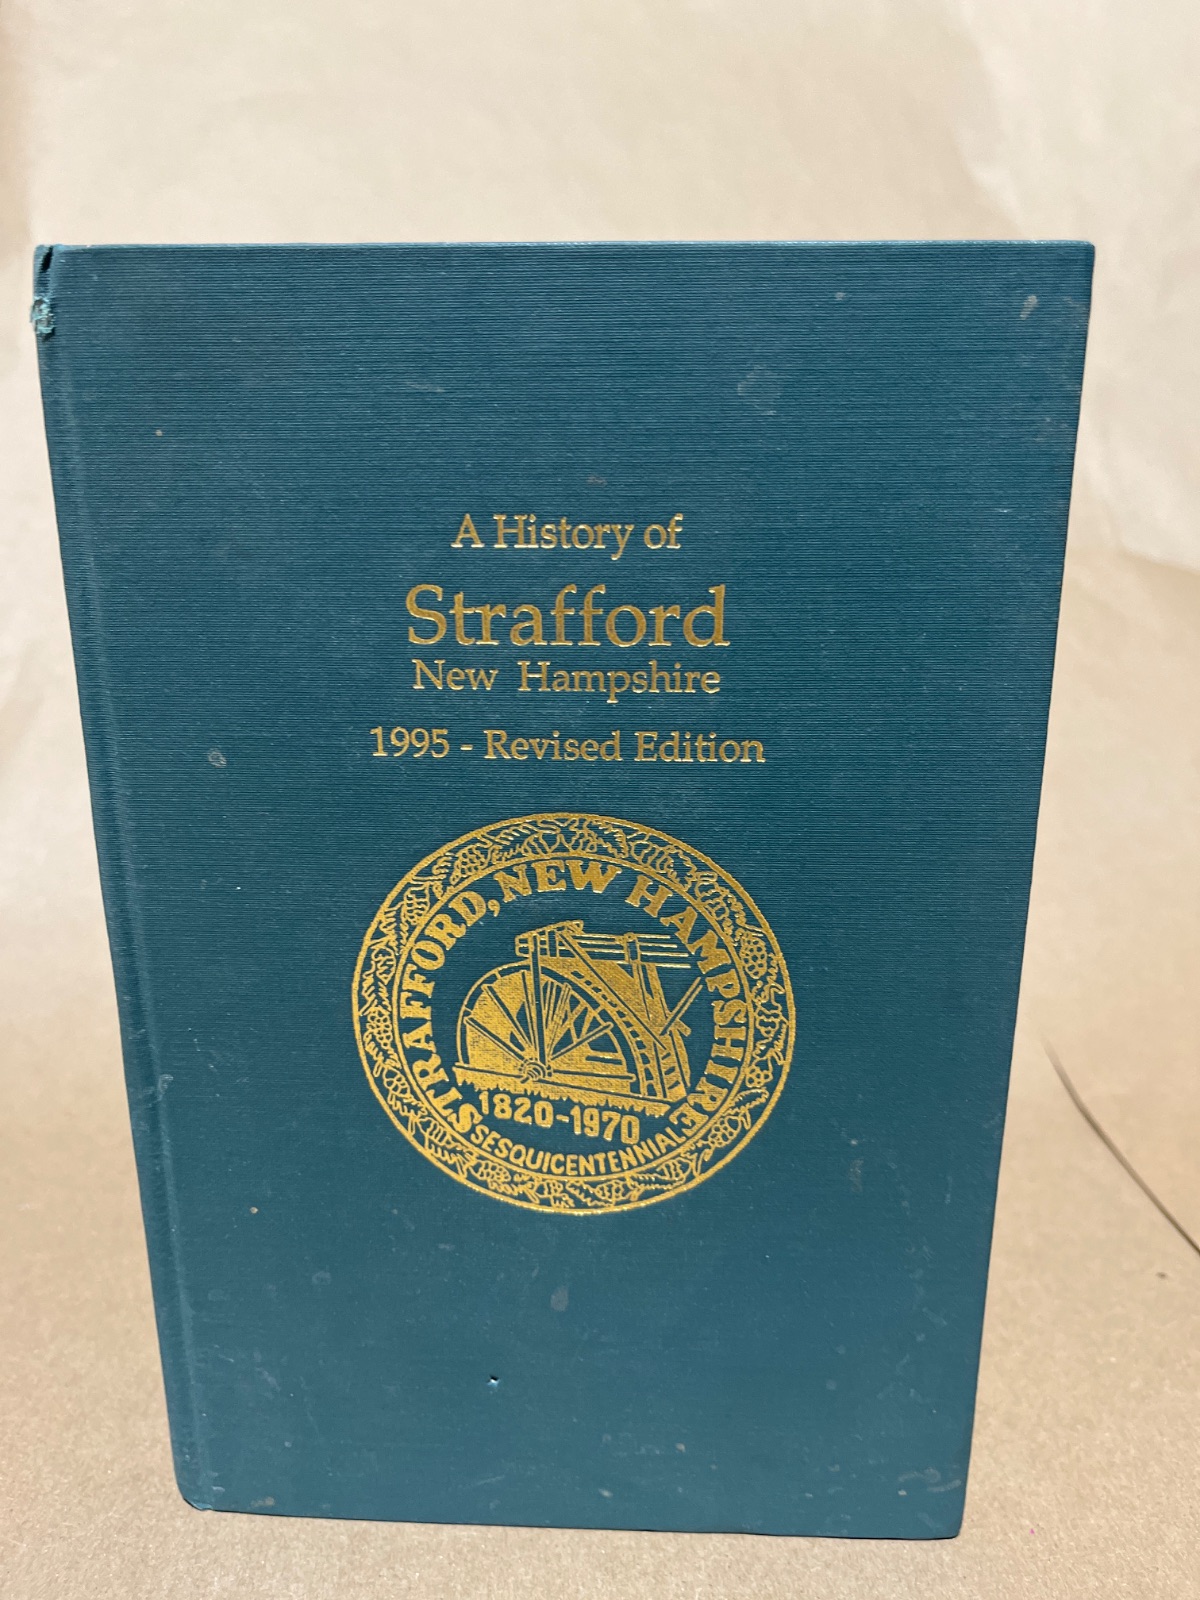 A History of
Strafford
New Hampshire
1995 - Revised Edition
STRAFFORD, NEW HAMPSHIRE
1820-1970
SESQUICENTENNIAL